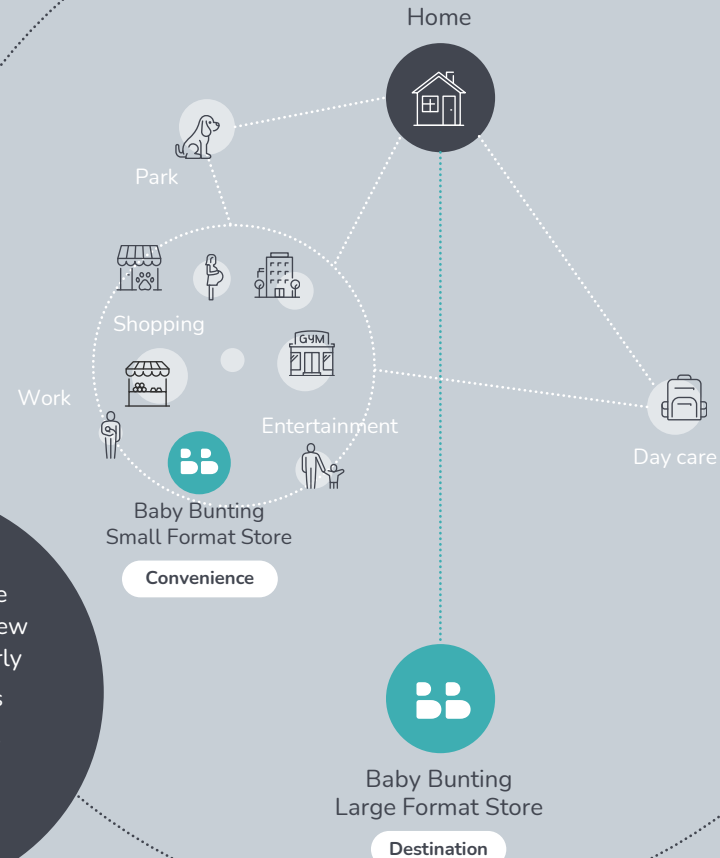 Home
Park
Shopping
GYM
Work
Entertainment
Day care
Baby Bunting
Small Format Store
Convenience
Baby Bunting
Large Format Store
Destination